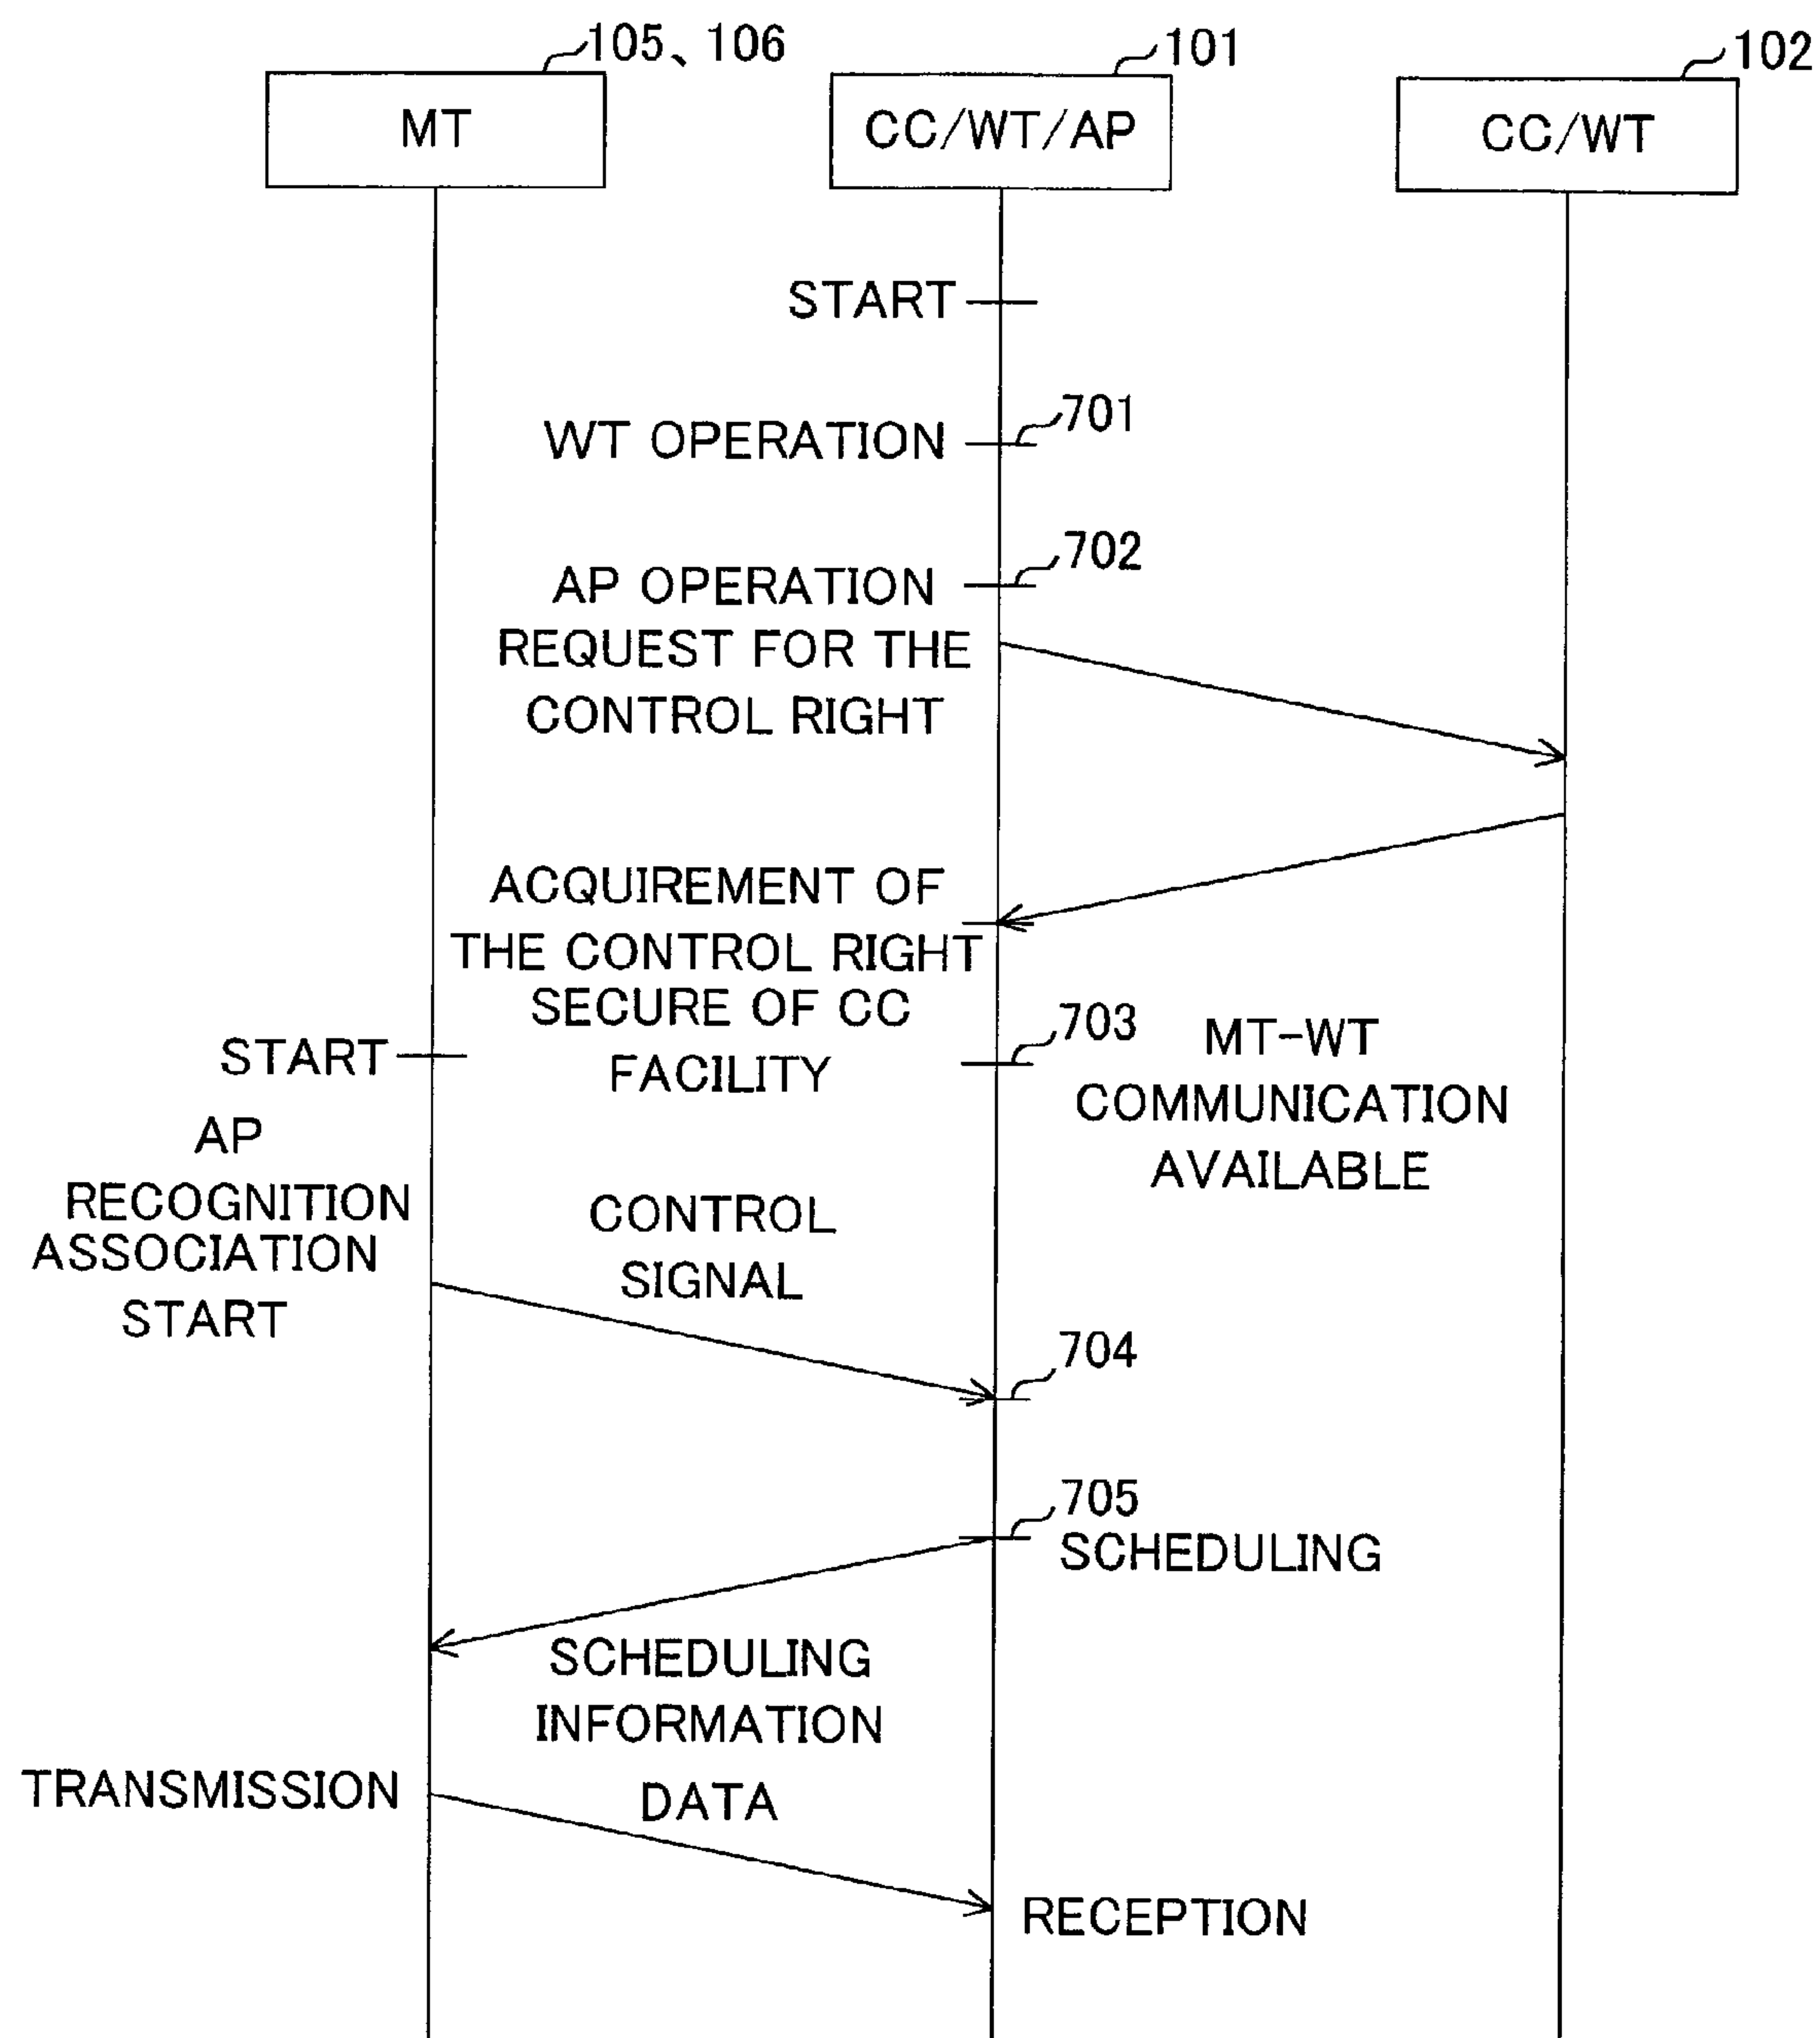 105、106
101
102
MT
CC/WT/AP
CC/WT
START
WT OPERATION
701
702
AP OPERATION
REQUEST FOR THE
CONTROL RIGHT
ACQUIREMENT OF
THE CONTROL RIGHT
SECURE OF CC
FACILITY
703
START
MT-WT
COMMUNICATION
AVAILABLE
AP
RECOGNITION
ASSOCIATION
START
CONTROL
SIGNAL
704
705
SCHEDULING
SCHEDULING
INFORMATION
TRANSMISSION
DATA
RECEPTION